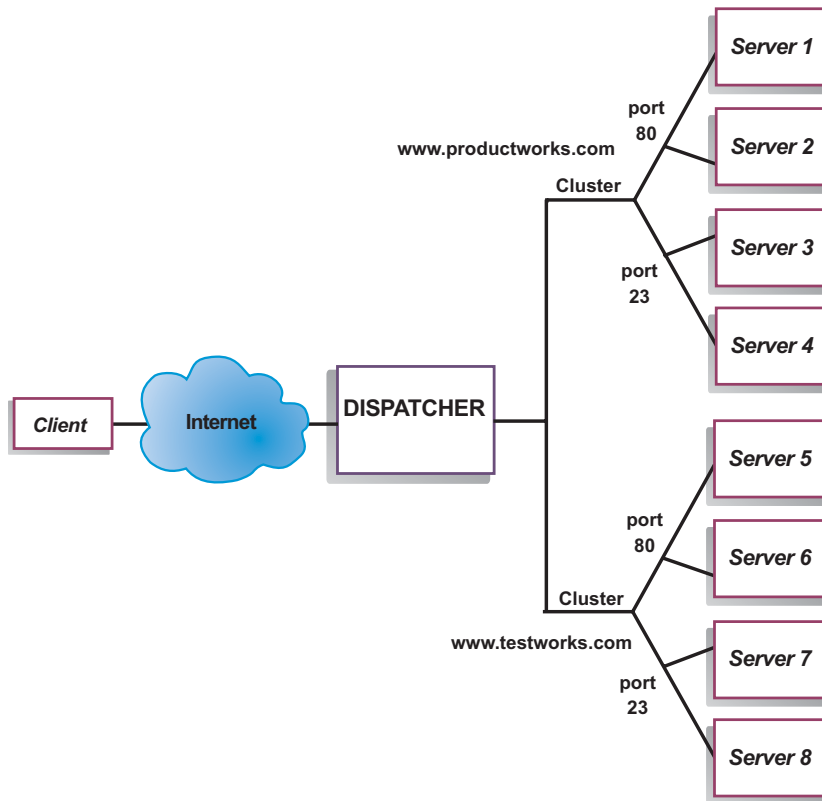 Server 1
port
80
www.productworks.com
Server 2
Cluster
Server 3
port
23
Server 4
Client
Internet
DISPATCHER
Server 5
port
80
Server 6
Cluster
www.testworks.com
Server 7
port
23
Server 8